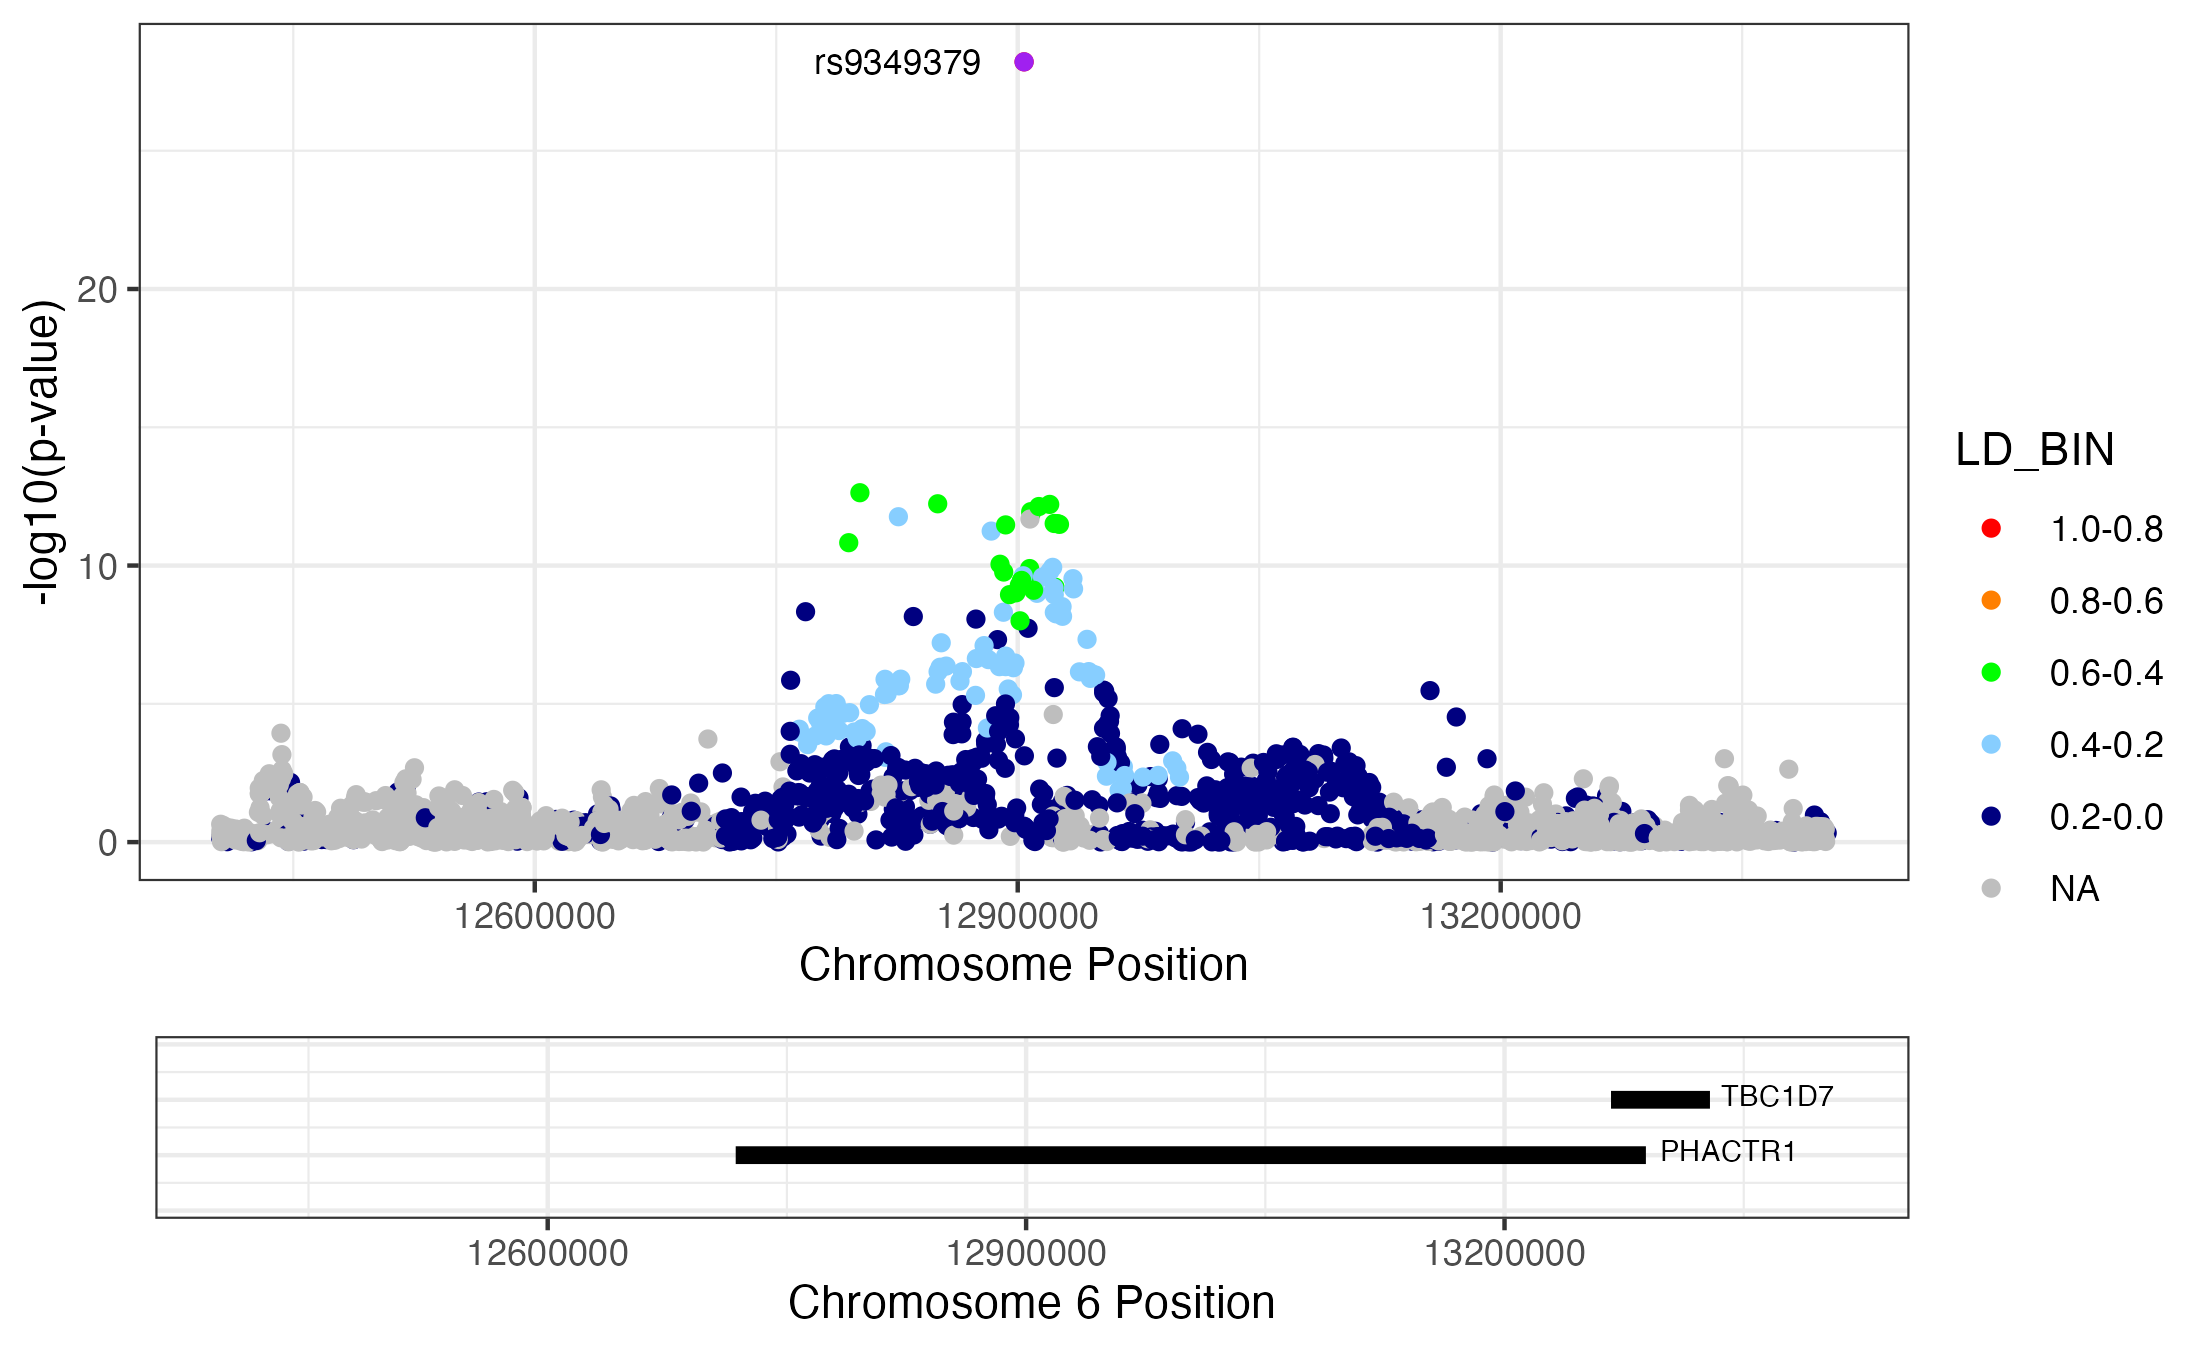 rs9349379
-log10(p-value)
20
10
0
12600000 12900000 13200000
Chromosome Position
LD_BIN
1.0-0.8
0.8-0.6
0.6-0.4
0.4-0.2
0.2-0.0
NA
TBC1D7
PHACTR1
12600000 12900000 13200000
Chromosome 6 Position